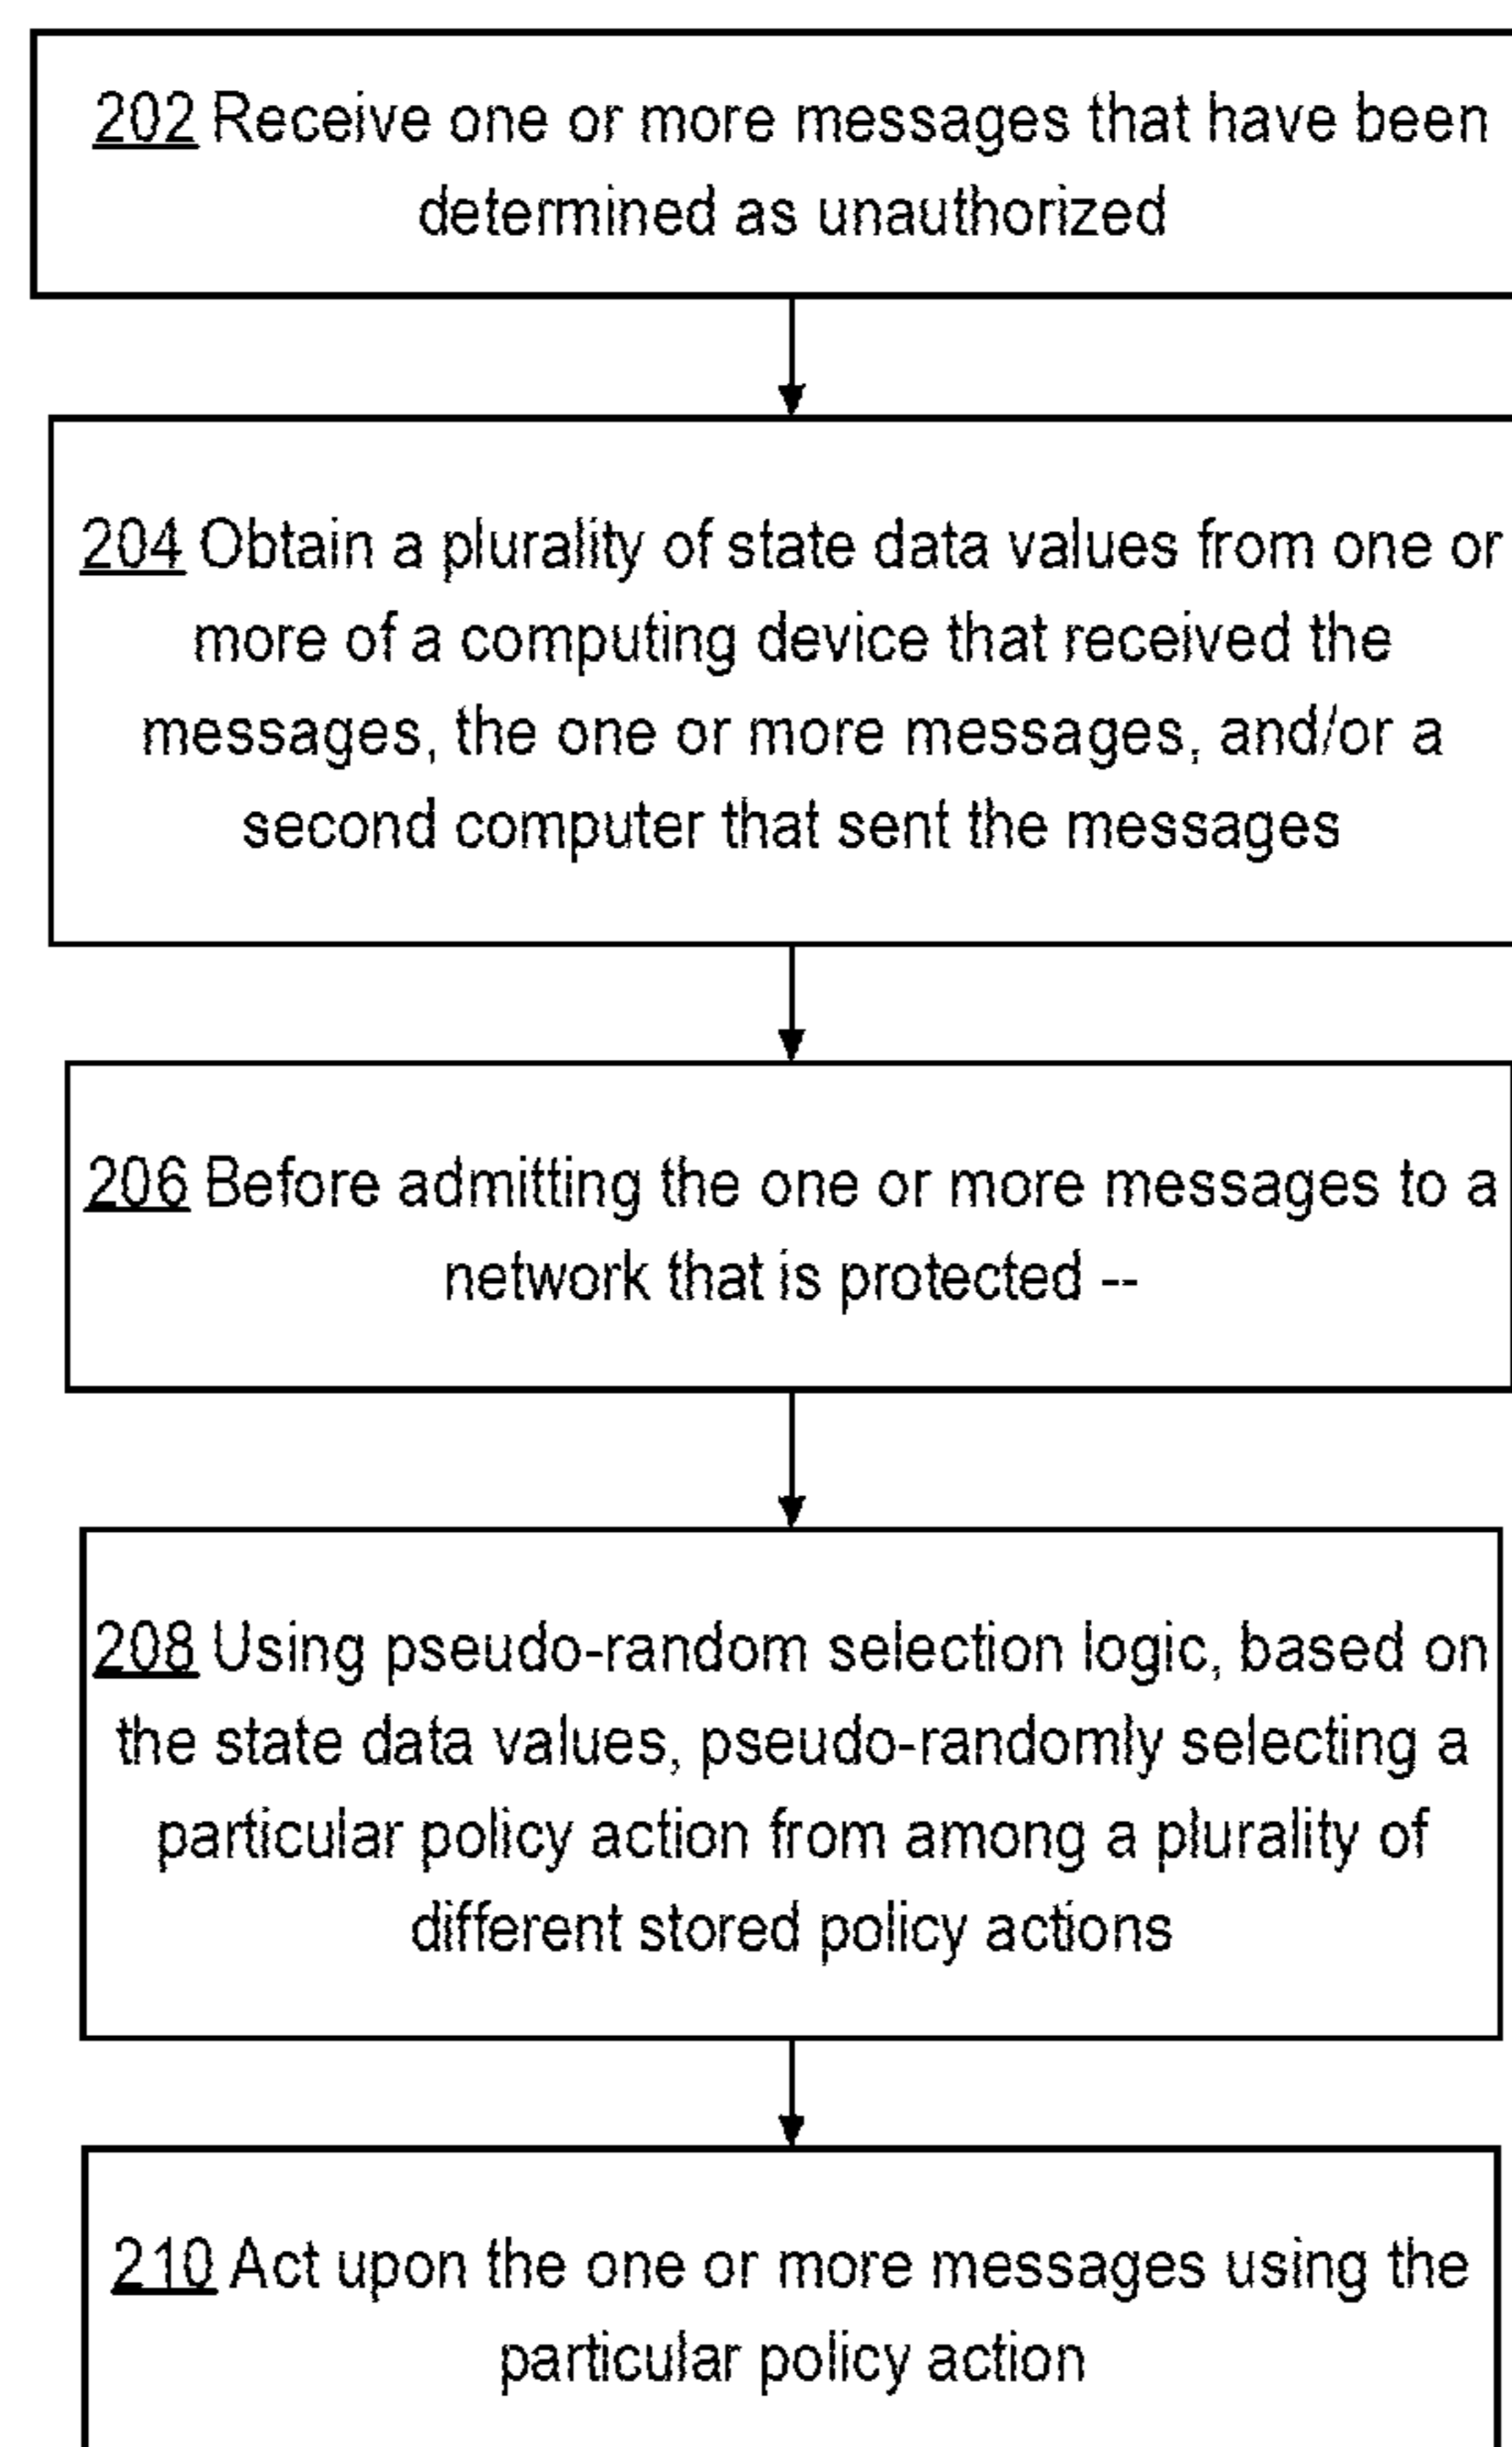 202 Receive one or more messages that have been
determined as unauthorized
204 Obtain a plurality of state data values from one or
more of a computing device that received the
messages, the one or more messages, and/or a
second computer that sent the messages
206 Before admitting the one or more messages to a
network that is protected --
208 Using pseudo-random selection logic, based on
the state data values, pseudo-randomly selecting a
particular policy action from among a plurality of
different stored policy actions
210 Act upon the one or more messages using the
particular policy action